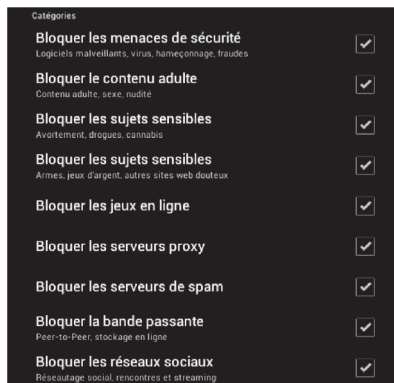 Catégories
Bloquer les menaces de sécurité
Logiciels malveillants, virus, hameçonnage, fraudes
Bloquer le contenu adulte
Contenu adulte, sexe, nudité
Bloquer les sujets sensibles
Avortement, drogues, cannabis
Bloquer les sujets sensibles
Armes, jeux d'argent, autres sites web douteux
Bloquer les jeux en ligne
Bloquer les serveurs proxy
Bloquer les serveurs de spam
Bloquer la bande passante
Peer-to-Peer, stockage en ligne
Bloquer les réseaux sociaux
Réseautage social, rencontres et streaming